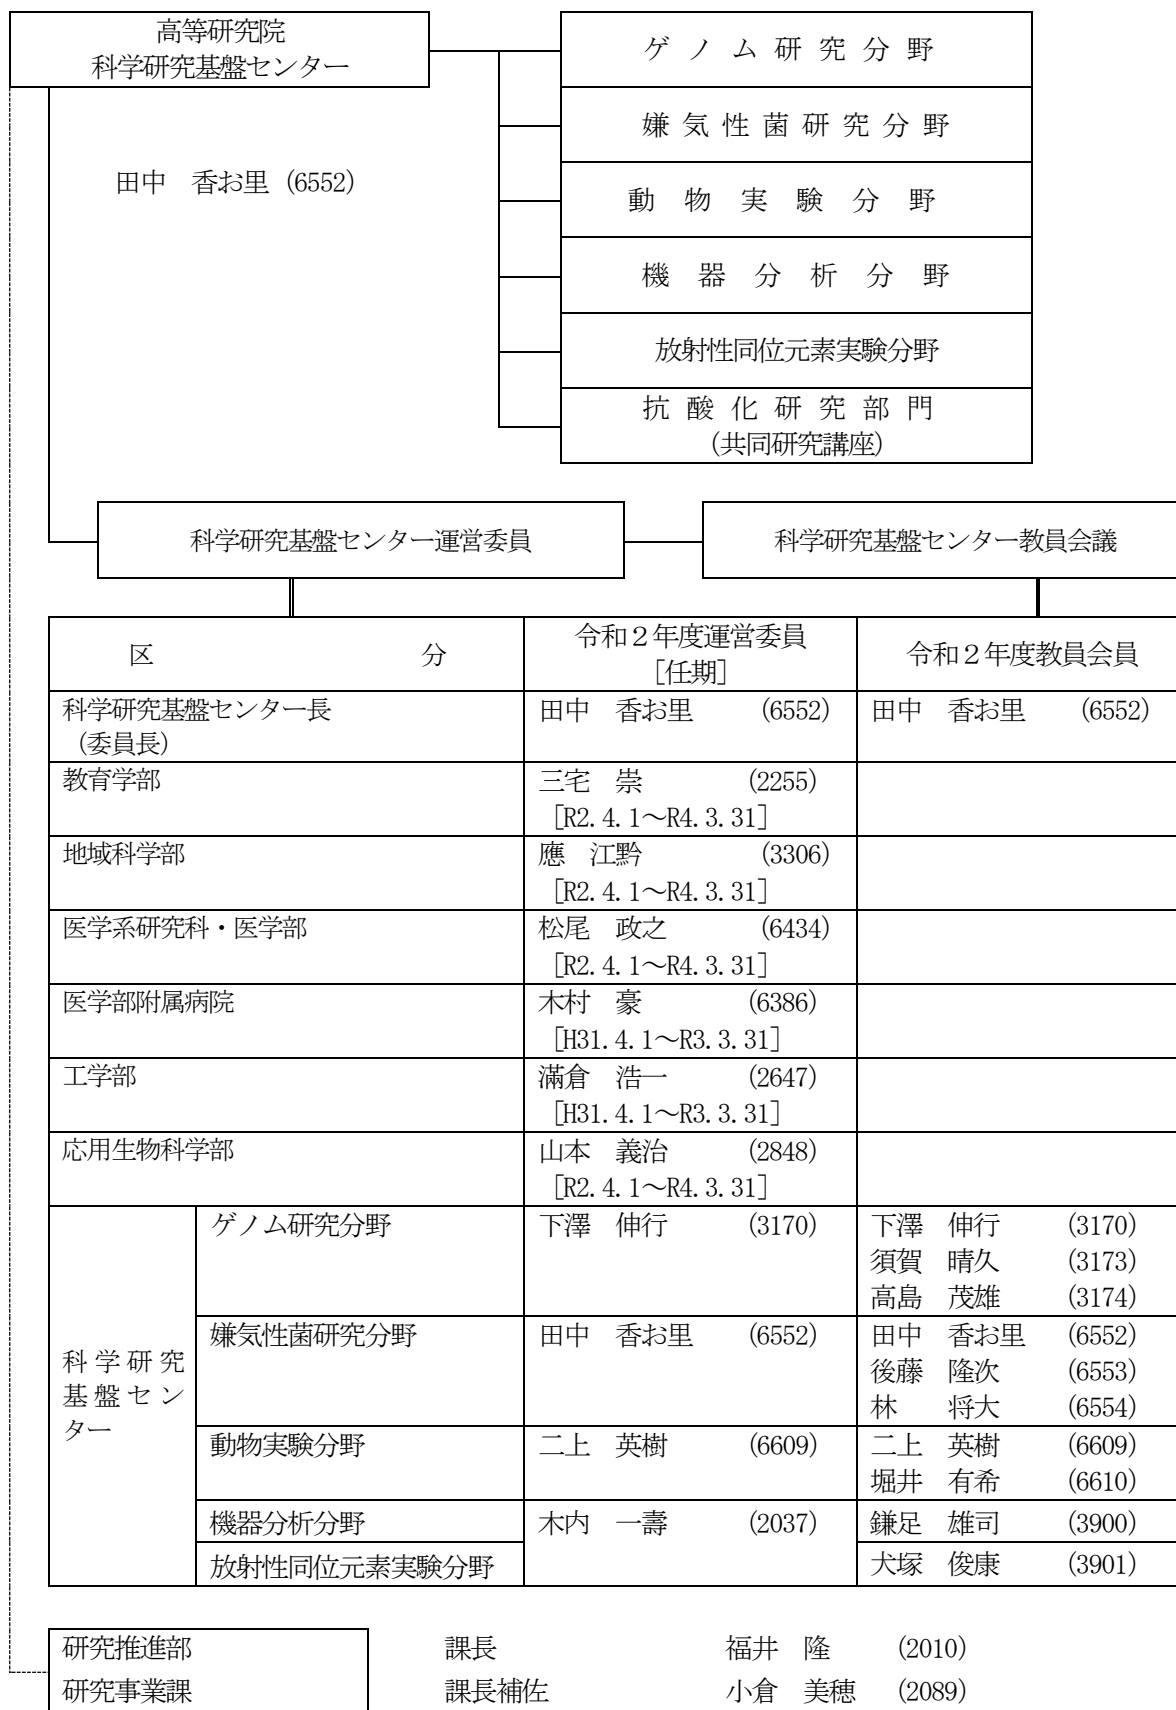 高等研究院
科学研究基盤センター
田中 香お里 (6552)
ゲノム研究分野
嫌気性菌研究分野
動物実験分野
機器分析分野
放射性同位元素実験分野
抗酸化研究部門
(共同研究講座)
科学研究基盤センター運営委員
科学研究基盤センター教員会議
区 分 令和２年度運営委員 令和２年度教員会員
[任期]
科学研究基盤センター長 田中 香お里 (6552) 田中 香お里 (6552)
(委員長)
教育学部 三宅 崇 (2255)
[R2.4.1～R4.3.31]
地域科学部 應 江黔 (3306)
[R2.4.1～R4.3.31]
医学系研究科・医学部 松尾 政之 (6434)
[R2.4.1～R4.3.31]
医学部附属病院 木村 豪 (6386)
[H31.4.1～R3.3.31]
工学部 滿倉 浩一 (2647)
[H31.4.1～R3.3.31]
応用生物科学部 山本 義治 (2848)
[R2.4.1～R4.3.31]
科学研究
基盤セン
ター
ゲノム研究分野 下澤 伸行 (3170) 下澤 伸行 (3170)
須賀 晴久 (3173)
高島 茂雄 (3174)
嫌気性菌研究分野 田中 香お里 (6552) 田中 香お里 (6552)
後藤 隆次 (6553)
林 将大 (6554)
動物実験分野 二上 英樹 (6609) 二上 英樹 (6609)
堀井 有希 (6610)
機器分析分野 木内 一壽 (2037) 鎌足 雄司 (3900)
放射性同位元素実験分野 犬塚 俊康 (3901)
研究推進部 課長 福井 隆 (2010)
研究事業課 課長補佐 小倉 美穂 (2089)